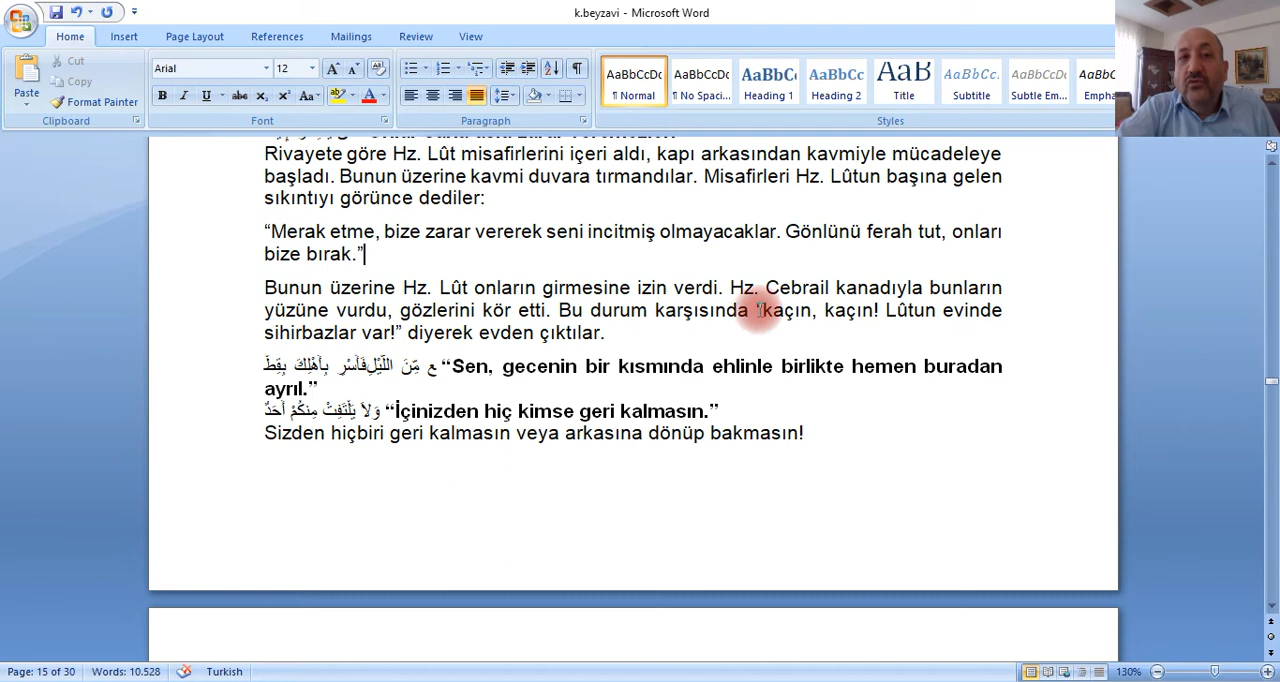 k.beyzavi - Microsoft Word
Home Insert Page Layout References Mailings Review View
Paste
Cut
Copy
Format Painter
Clipboard
Arial 12
Font
Paragraph
AaBbCcDc AaBbCcDc AaBbC AaBbCc AaB AaBbCc. AaBbCc. AaBbC
¶ Normal ¶ No Spaci... Heading 1 Heading 2 Title Subtitle Subtle Em... Empha
Styles
Rivayete göre Hz. Lût misafirlerini içeri aldı, kapı arkasından kavmiyle mücadeleye
başladı. Bunun üzerine kavmi duvara tırmandılar. Misafirleri Hz. Lûtun başına gelen
sıkıntıyı görünce dediler:
“Merak etme, bize zarar vererek seni incitmiş olmayacaklar. Gönlünü ferah tut, onları
bize bırak.”
Bunun üzerine Hz. Lût onların girmesine izin verdi. Hz. Cebrail kanadıyla bunların
yüzüne vurdu, gözlerini kör etti. Bu durum karşısında “kaçın, kaçın! Lûtun evinde
sihirbazlar var!” diyerek evden çıktılar.
فَأَسْرِ بِأَهْلِكَ بِقِطْ ع مِّنَ اللَّيْلِ “Sen, gecenin bir kısmında ehlinle birlikte hemen buradan
ayrıl.”
وَلاَ يَلْتَفِتْ مِنكُمْ أَحَدٌ “İçinizden hiç kimse geri kalmasın.”
Sizden hiçbiri geri kalmasın veya arkasına dönüp bakmasın!
Page: 15 of 30 Words: 10.528 Turkish 130%